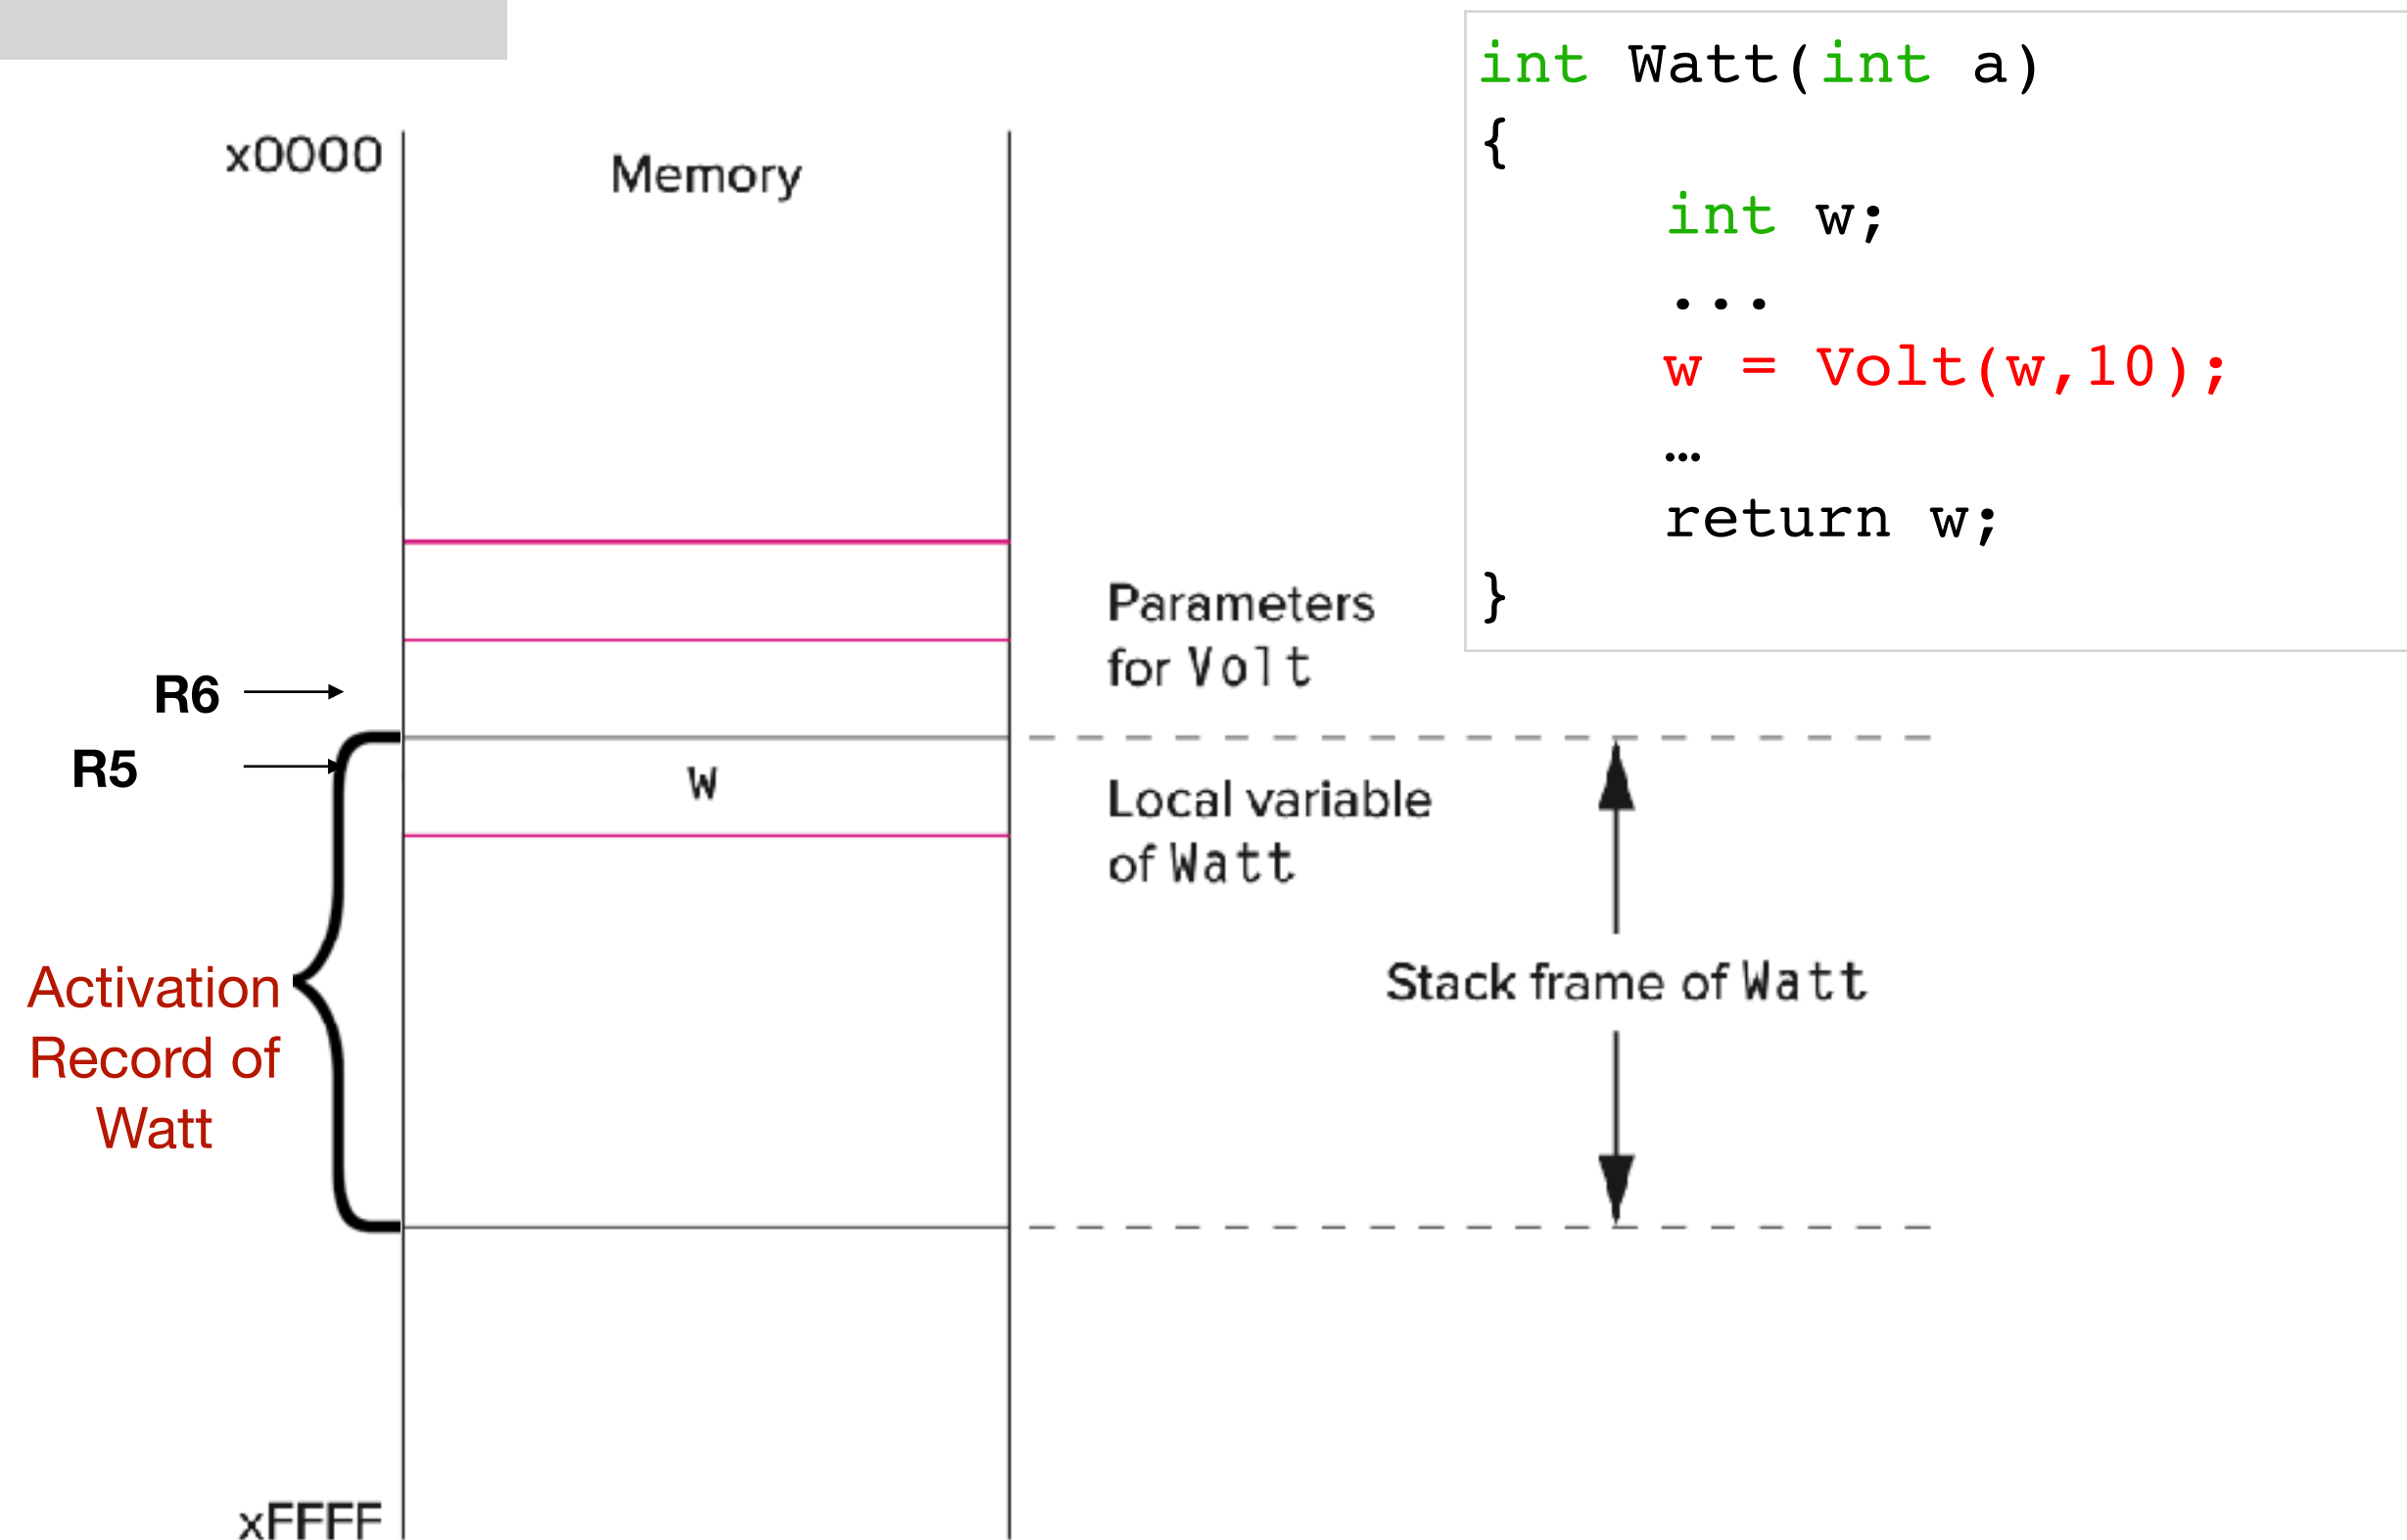 int Watt(int a)
{
int w;
...
w = Volt(w,10);
…
return w;
}
x0000
Memory
Parameters
for Volt
R6
R5
w
Local variable
of Watt
Activation
Record of
Watt
Stack frame of Watt
xFFFF